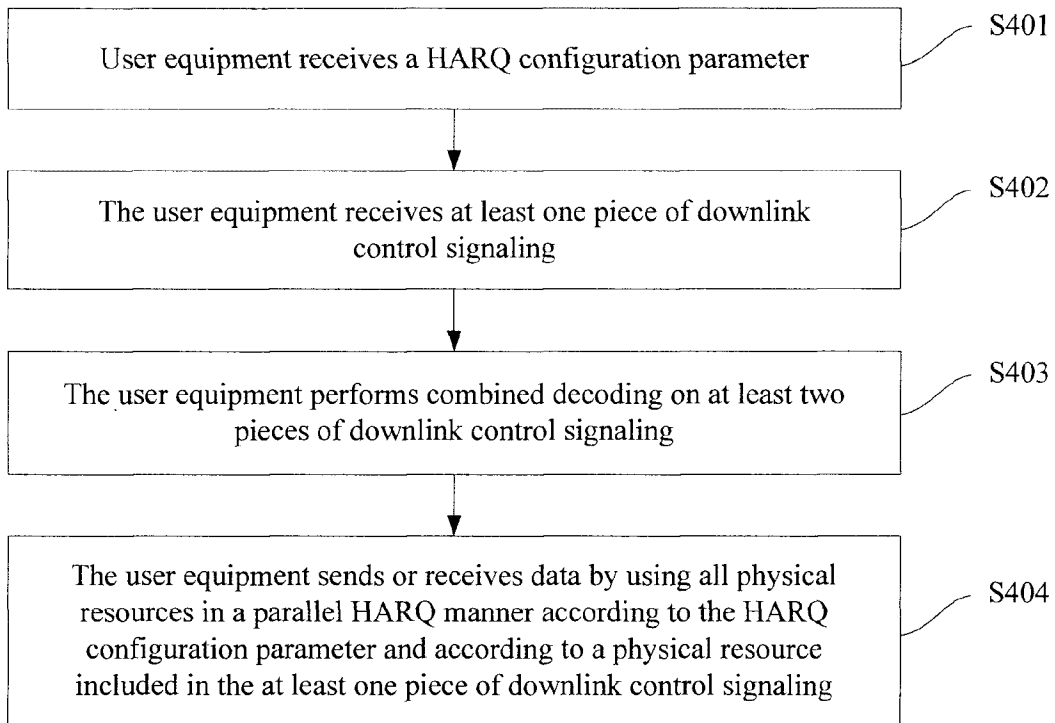 User equipment receives a HARQ configuration parameter
S401
The user equipment receives at least one piece of downlink
control signaling
S402
The user equipment performs combined decoding on at least two
pieces of downlink control signaling
S403
The user equipment sends or receives data by using all physical
resources in a parallel HARQ manner according to the HARQ
configuration parameter and according to a physical resource
included in the at least one piece of downlink control signaling
S404